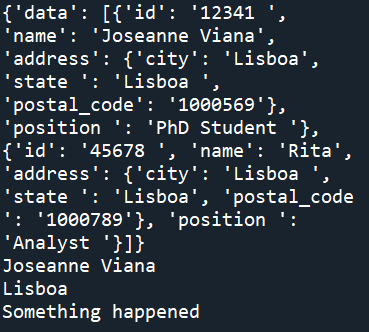 {'data': [{'id': '12341 ',
'name': 'Joseanne Viana',
'address': {'city': 'Lisboa',
'state ': 'Lisboa ',
'postal_code': '1000569'},
'position ': 'PhD Student '},
{'id': '45678 ', 'name': 'Rita',
'address': {'city': 'Lisboa ',
'state ': 'Lisboa', 'postal_code
': '1000789'}, 'position ':
'Analyst '}]}
Joseanne Viana
Lisboa
Something happened